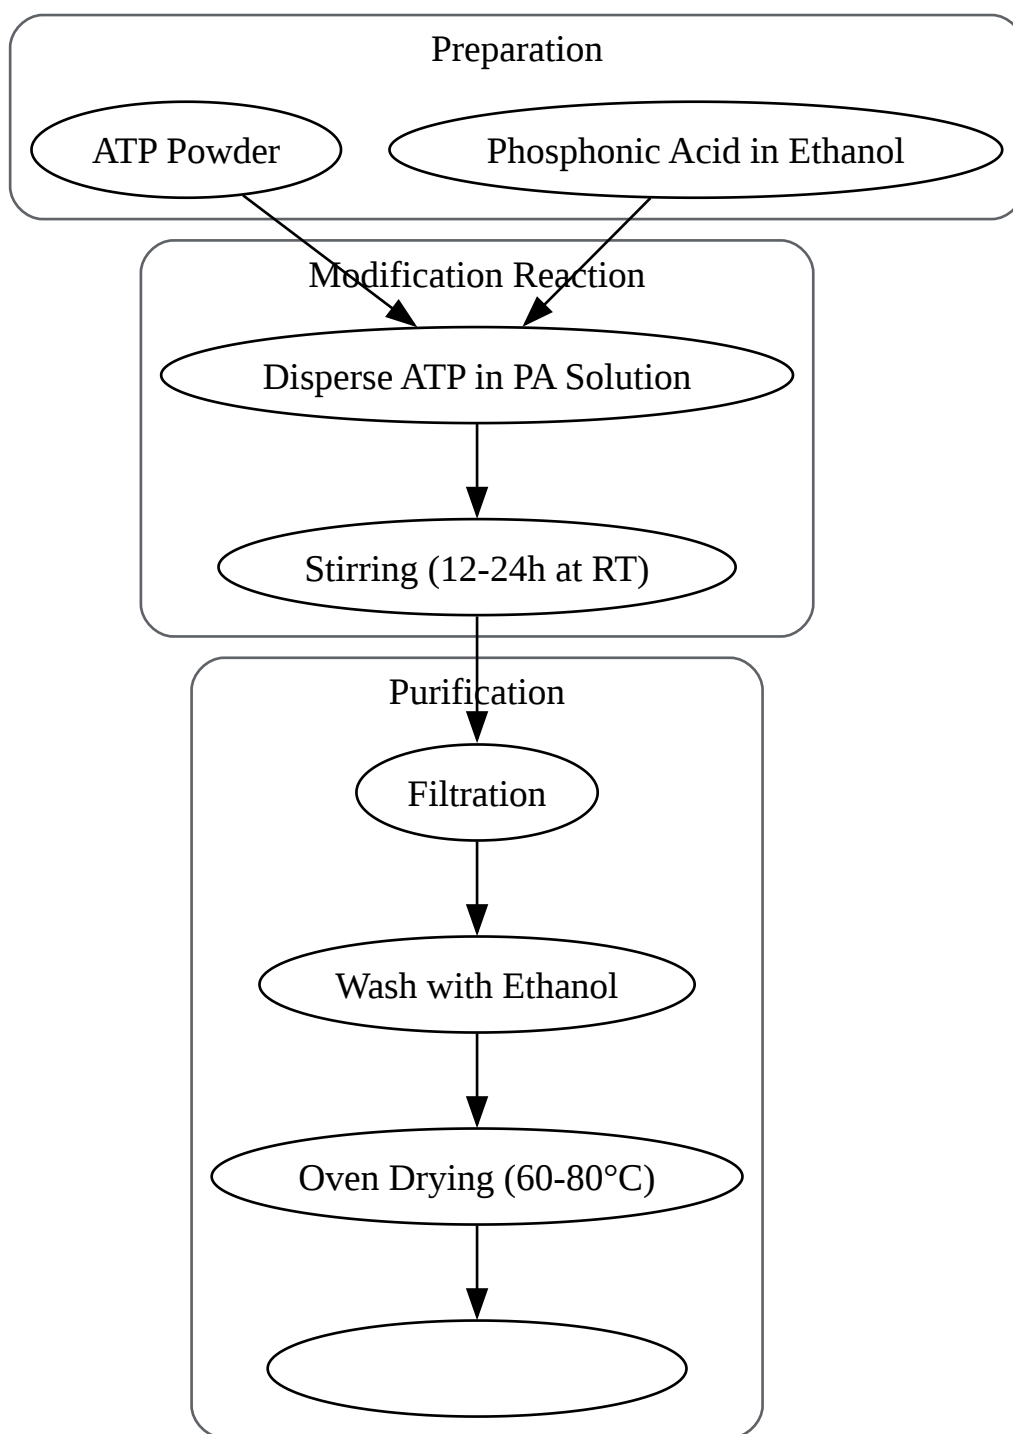 Preparation
ATP Powder
Phosphonic Acid in Ethanol
Modification Reaction
Disperse ATP in PA Solution
Stirring (12-24h at RT)
Purification
Filtration
Wash with Ethanol
Oven Drying (60-80°C)